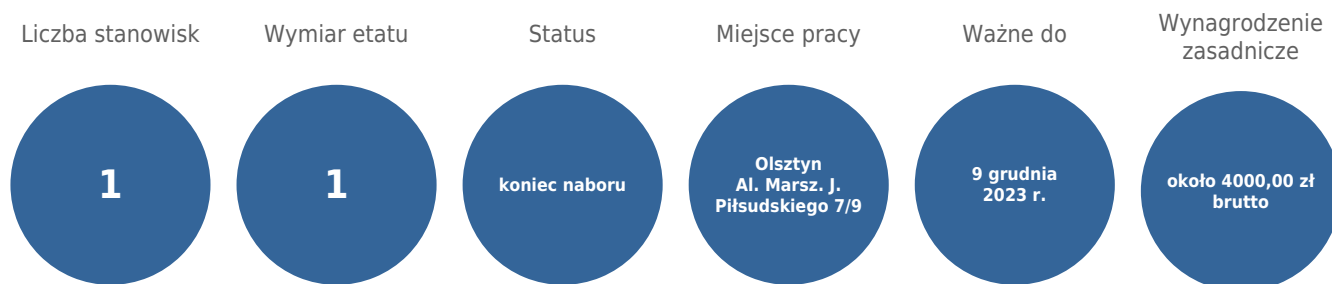 Liczba stanowisk
1
Wymiar etatu
1
Status
koniec naboru
Miejsce pracy
Olsztyn
Al. Marsz. J.
Piłsudskiego 7/9
Ważne do
9 grudnia
2023 r.
Wynagrodzenie
zasadnicze
około 4000,00 zł
brutto